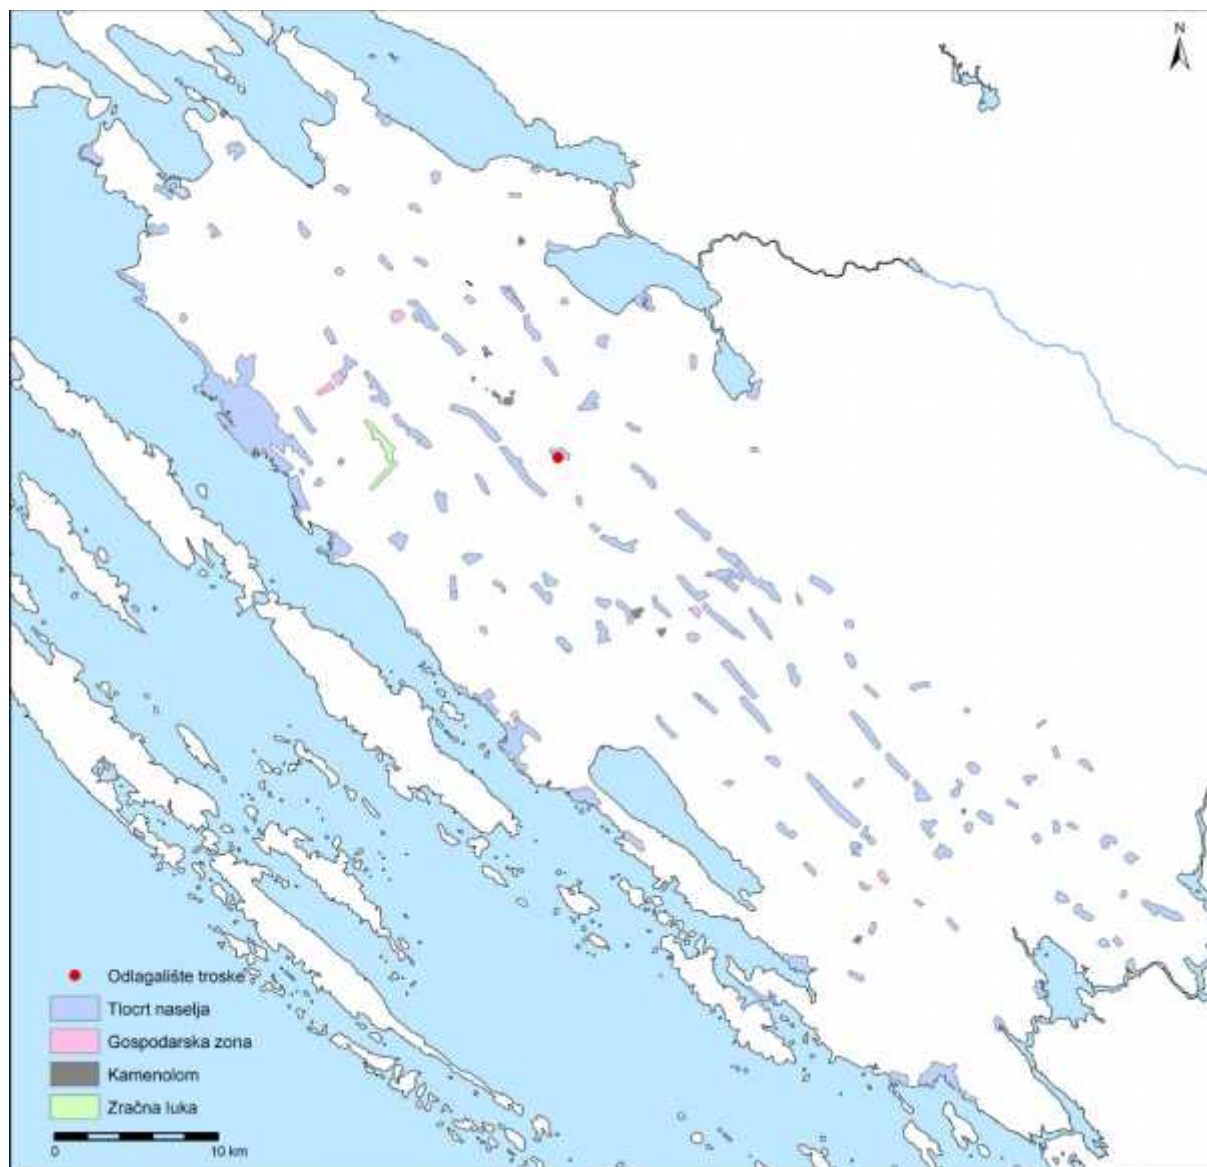 N
Odlagalište troske
Tlocrt naselja
Gospodarska zona
Kamenolom
Zračna luka
0 10 km